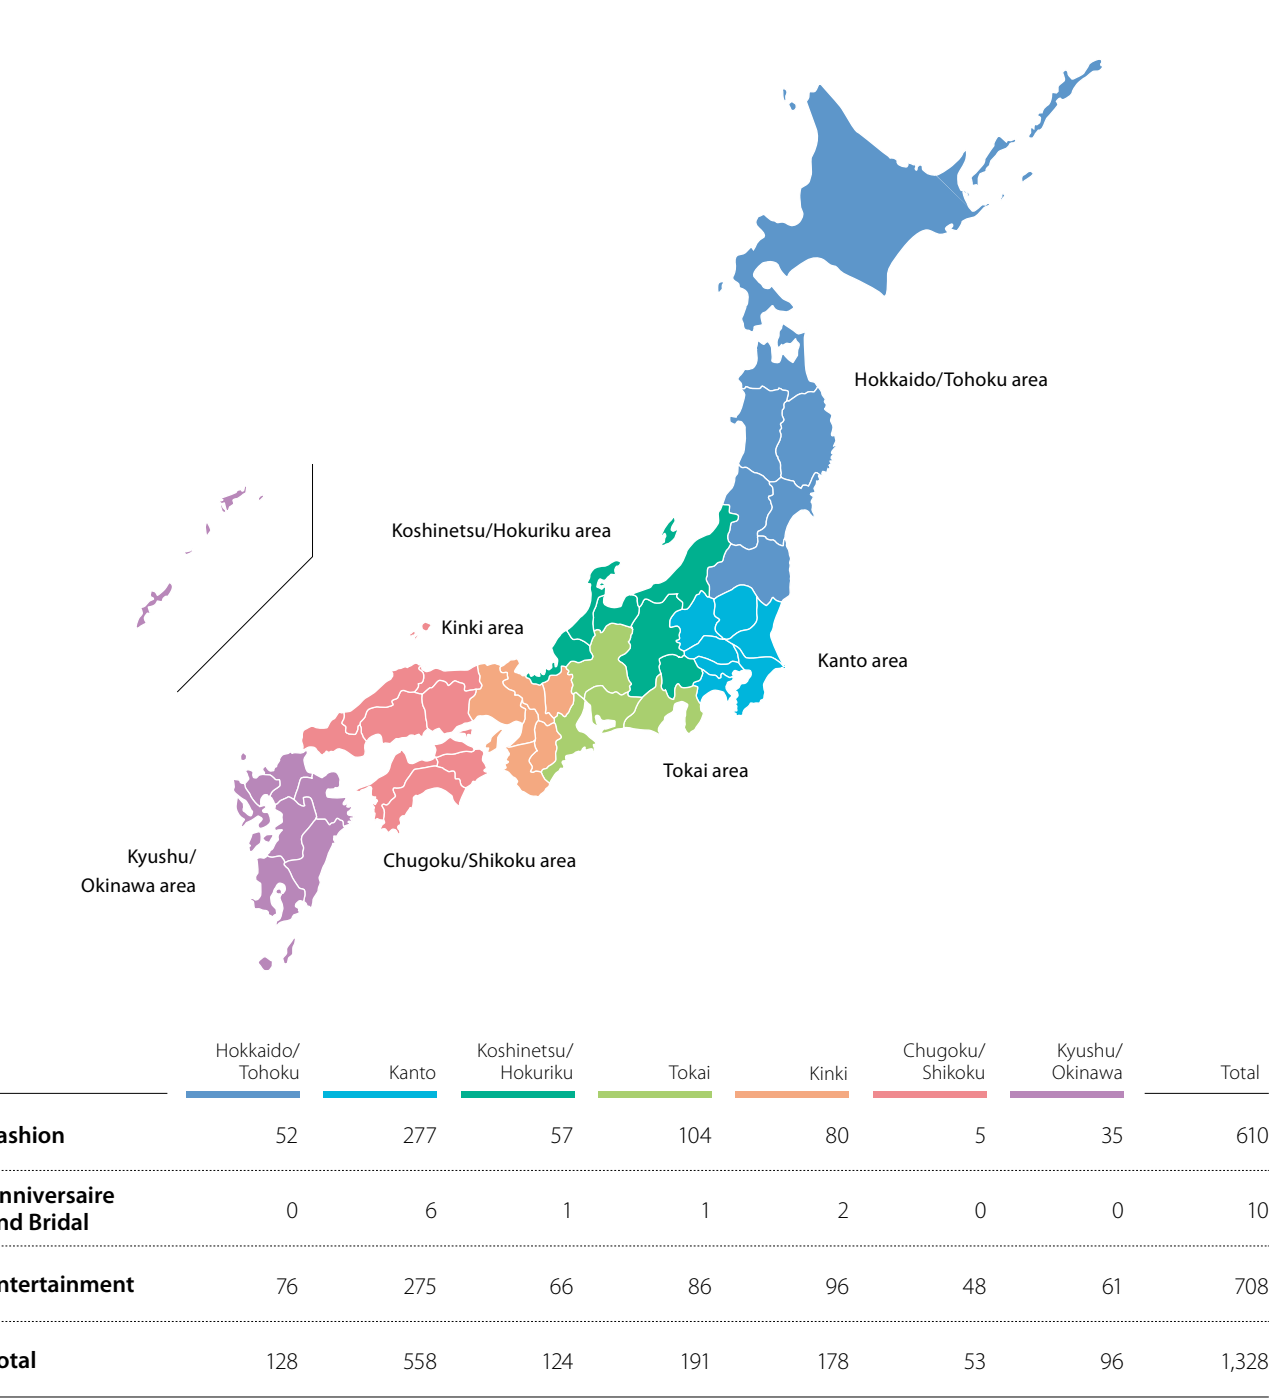 Hokkaido/Tohoku area
Koshinetsu/Hokuriku area
Kinki area
Kanto area
Tokai area
Kyushu/
Okinawa area
Chugoku/Shikoku area
Hokkaido/
Tohoku
Kanto
Koshinetsu/
Hokuriku
Tokai
Kinki
Chugoku/
Shikoku
Kyushu/
Okinawa
Total
ashion 52 277 57 104 80 5 35 610
nniversaire
nd Bridal 0 6 1 1 2 0 0 10
ntertainment 76 275 66 86 96 48 61 708
otal 128 558 124 191 178 53 96 1,328